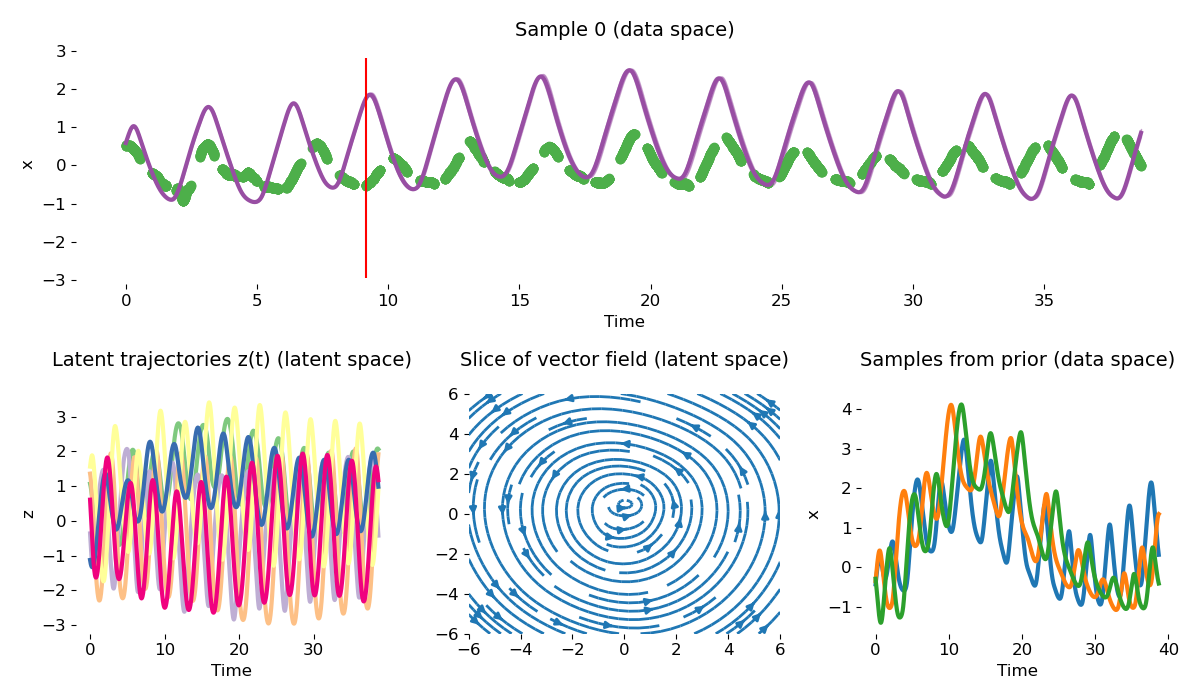 Sample 0 (data space)
3
2
1
0
−1
−2
−3
x
0 5 10 15 20 25 30 35
Time
Latent trajectories z(t) (latent space)
3
2
1
0
−1
−2
−3
z
0 10 20 30
Time
Slice of vector field (latent space)
6
4
2
0
−2
−4
−6
−6 −4 −2 0 2 4 6
Samples from prior (data space)
4
3
2
1
0
−1
x
0 10 20 30 40
Time